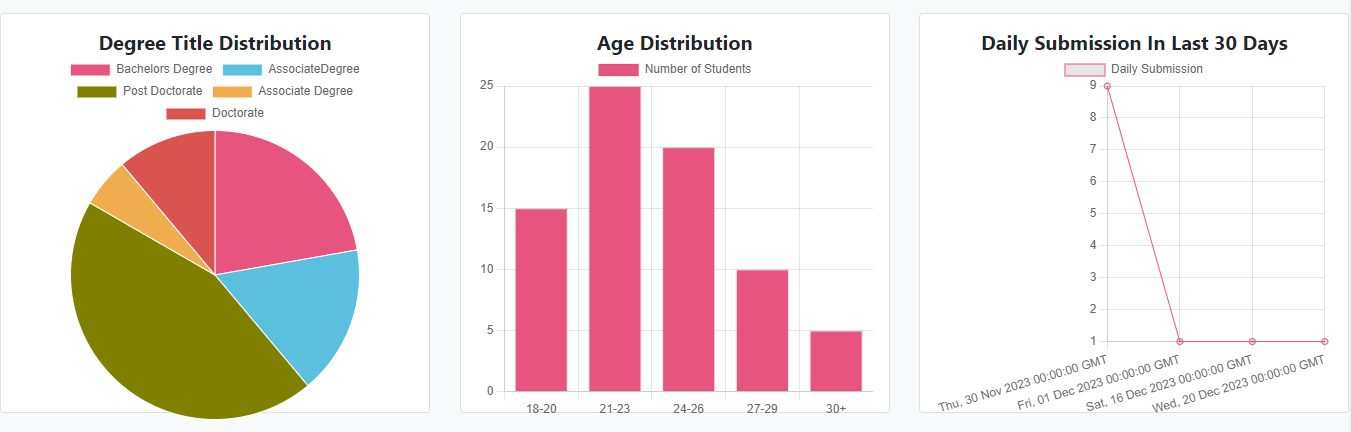 Degree Title Distribution
Bachelors Degree AssociateDegree
Post Doctorate Associate Degree
Doctorate
Age Distribution
Number of Students
25
20
15
10
5
0
18-20 21-23 24-26 27-29 30+
Daily Submission In Last 30 Days
Daily Submission
9
8
7
6
5
4
3
2
1
Thu, 30 Nov 2023 00:00:00 GMT
Fri, 01 Dec 2023 00:00:00 GMT
Sat, 16 Dec 2023 00:00:00 GMT
Wed, 20 Dec 2023 00:00:00 GMT